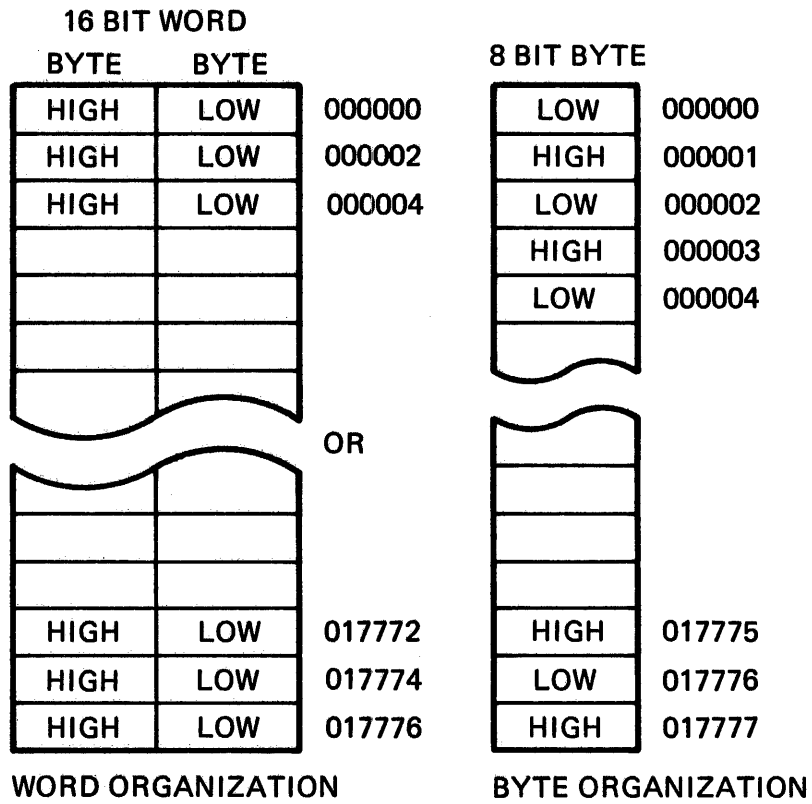 16 BIT WORD
BYTE BYTE
HIGH LOW 000000
HIGH LOW 000002
HIGH LOW 000004
017772
HIGH LOW
HIGH LOW 017774
HIGH LOW 017776
WORD ORGANIZATION
OR
8 BIT BYTE
LOW 000000
HIGH 000001
LOW 000002
HIGH 000003
LOW 000004
HIGH 017775
LOW 017776
HIGH 017777
BYTE ORGANIZATION